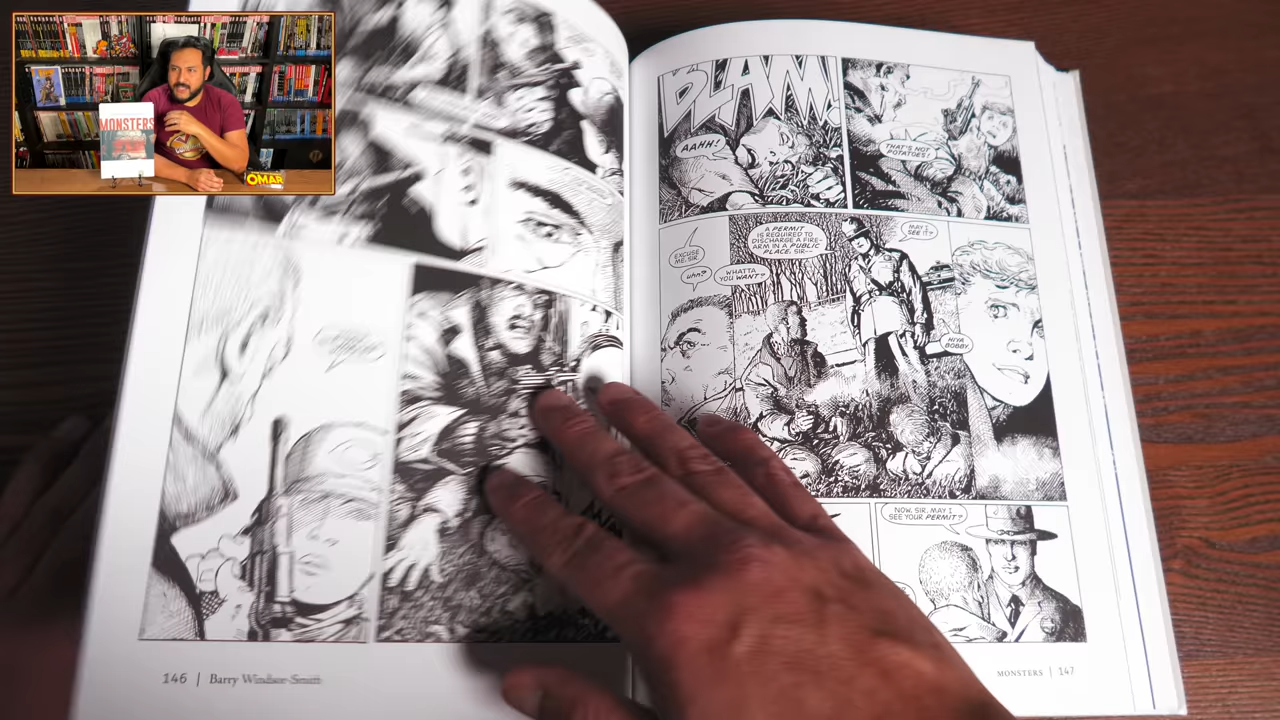 MONSTERS
OMAR
BLAM!
AAHH!
THAT'S NOT
POTATOES!
EXCUSE
ME, SIR
UHN?
WHATTA
YOU WANT?
A PERMIT
IS REQUIRED TO
DISCHARGE A FIRE-
ARM IN A PUBLIC
PLACE, SIR--
MAY I
SEE IT?
HIYA
BOBBY.
NOW, SIR, MAY I
SEE YOUR PERMIT?
146 | Barry Windsor-Smith
MONSTERS | 147